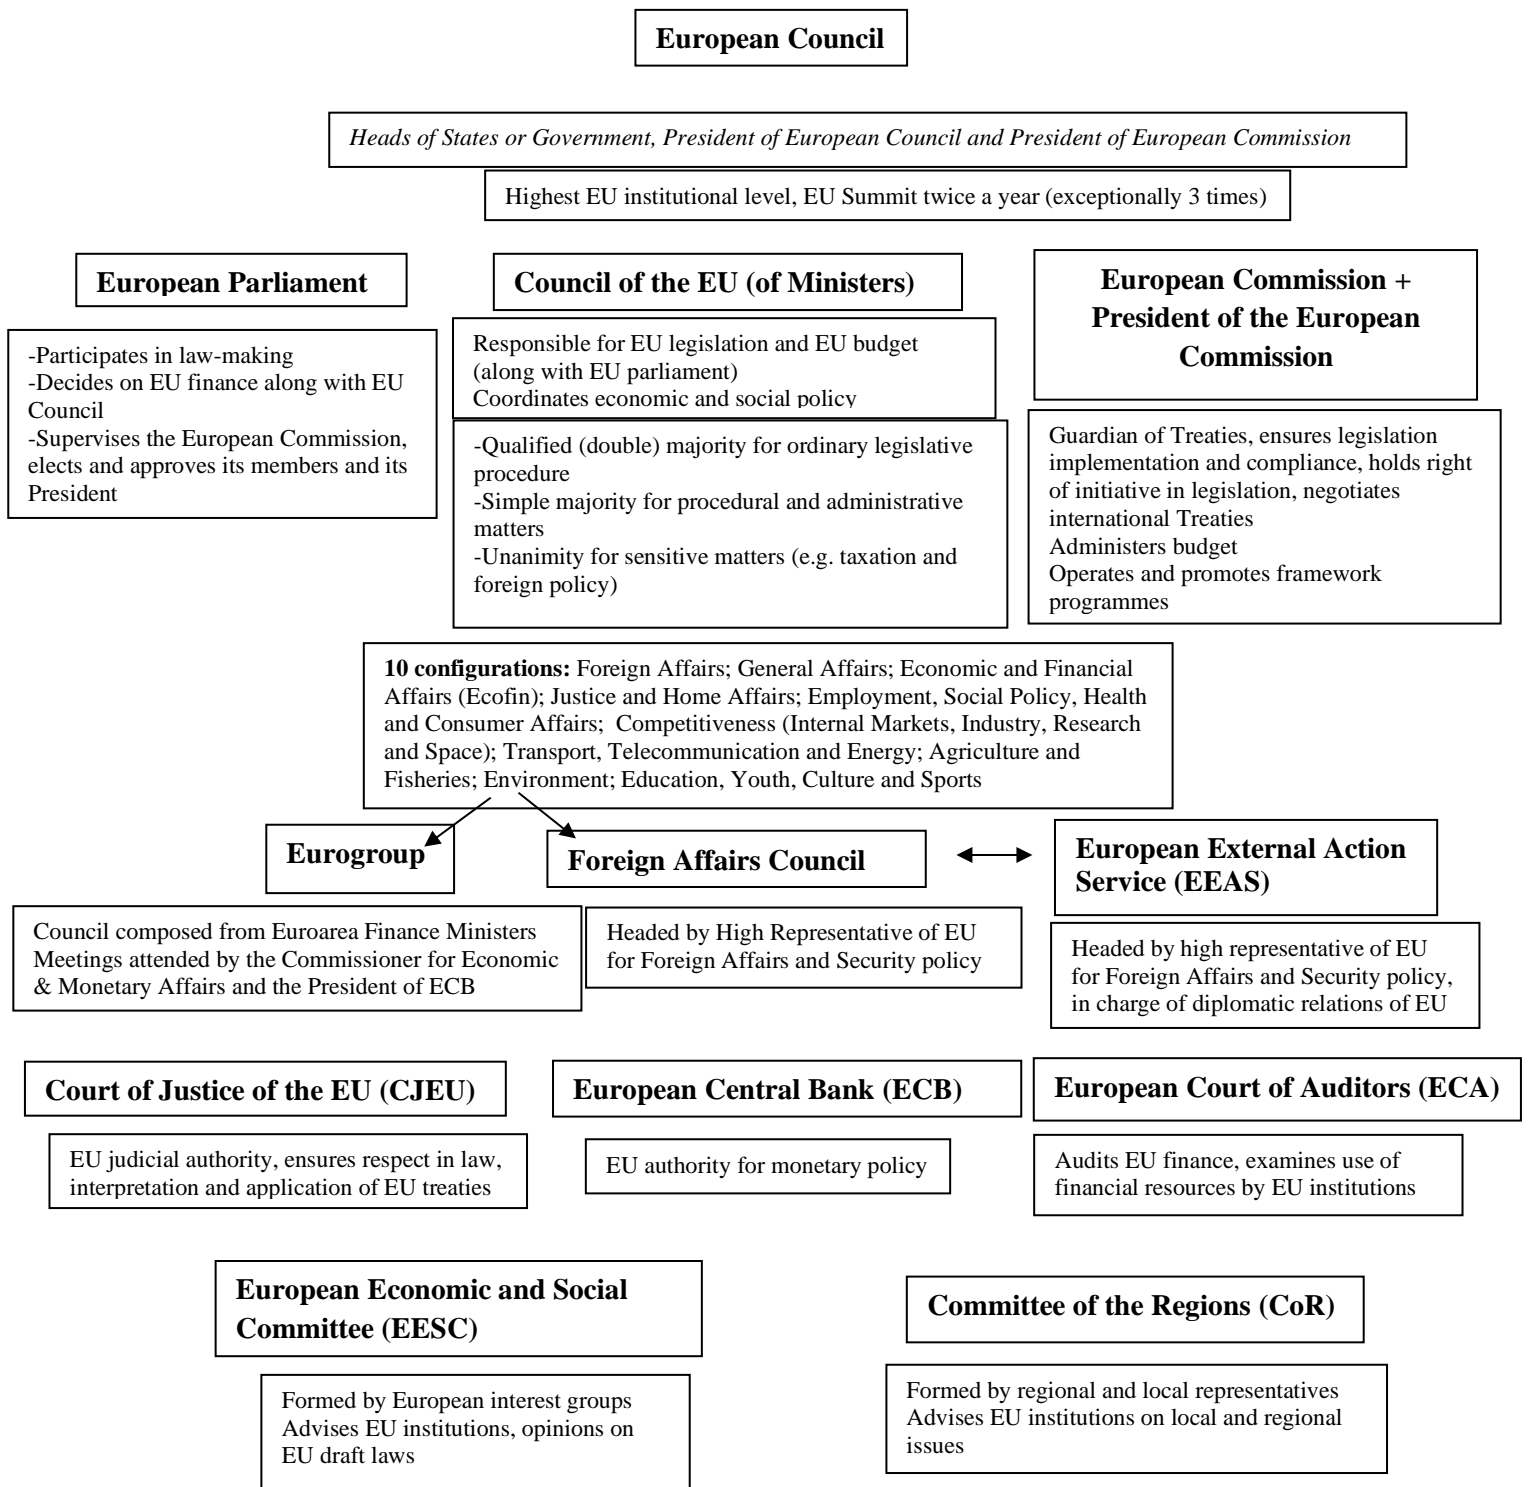 European Council
Heads of States or Government, President of European Council and President of European Commission
Highest EU institutional level, EU Summit twice a year (exceptionally 3 times)
European Parliament
-Participates in law-making
-Decides on EU finance along with EU
Council
-Supervises the European Commission,
elects and approves its members and its
President
Council of the EU (of Ministers)
Responsible for EU legislation and EU budget
(along with EU parliament)
Coordinates economic and social policy
-Qualified (double) majority for ordinary legislative
procedure
-Simple majority for procedural and administrative
matters
-Unanimity for sensitive matters (e.g. taxation and
foreign policy)
European Commission +
President of the European
Commission
Guardian of Treaties, ensures legislation
implementation and compliance, holds right
of initiative in legislation, negotiates
international Treaties
Administers budget
Operates and promotes framework
programmes
10 configurations: Foreign Affairs; General Affairs; Economic and Financial
Affairs (Ecofin); Justice and Home Affairs; Employment, Social Policy, Health
and Consumer Affairs; Competitiveness (Internal Markets, Industry, Research
and Space); Transport, Telecommunication and Energy; Agriculture and
Fisheries; Environment; Education, Youth, Culture and Sports
Eurogroup
Council composed from Euroarea Finance Ministers
Meetings attended by the Commissioner for Economic
& Monetary Affairs and the President of ECB
Foreign Affairs Council
Headed by High Representative of EU
for Foreign Affairs and Security policy
European External Action
Service (EEAS)
Headed by high representative of EU
for Foreign Affairs and Security policy,
in charge of diplomatic relations of EU
Court of Justice of the EU (CJEU)
EU judicial authority, ensures respect in law,
interpretation and application of EU treaties
European Central Bank (ECB)
EU authority for monetary policy
European Court of Auditors (ECA)
Audits EU finance, examines use of
financial resources by EU institutions
European Economic and Social
Committee (EESC)
Formed by European interest groups
Advises EU institutions, opinions on
EU draft laws
Committee of the Regions (CoR)
Formed by regional and local representatives
Advises EU institutions on local and regional
issues